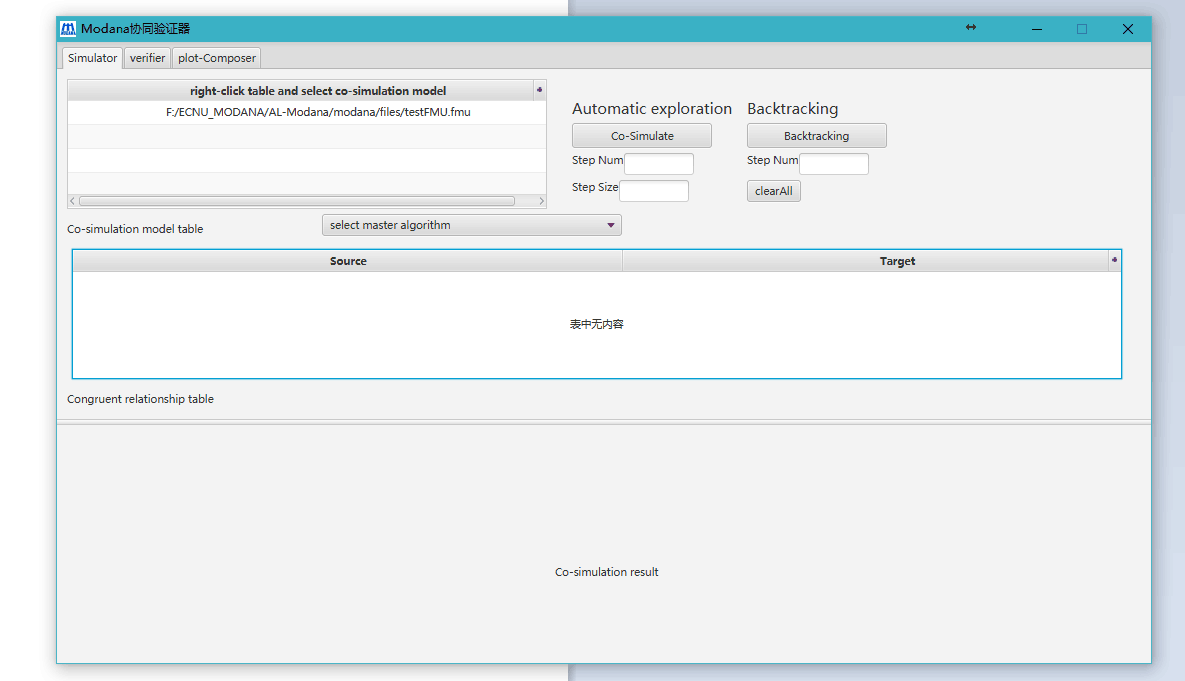 Modana协同验证器
Simulator verifier plot-Composer
right-click table and select co-simulation model
F:/ECNU_MODANA/AL-Modana/modana/files/testFMU.fmu
Automatic exploration Backtracking
Co-Simulate Backtracking
Step Num Step Num
Step Size clearAll
Co-simulation model table select master algorithm
Source Target
表中无内容
Congruent relationship table
Co-simulation result